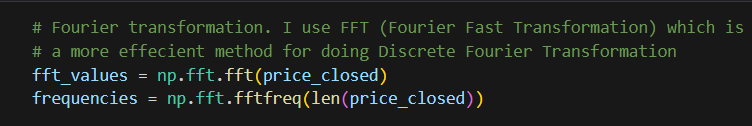 # Fourier transformation. I use FFT (Fourier Fast Transformation) which is
# a more effecient method for doing Discrete Fourier Transformation
fft_values = np.fft.fft(price_closed)
frequencies = np.fft.fftfreq(len(price_closed))